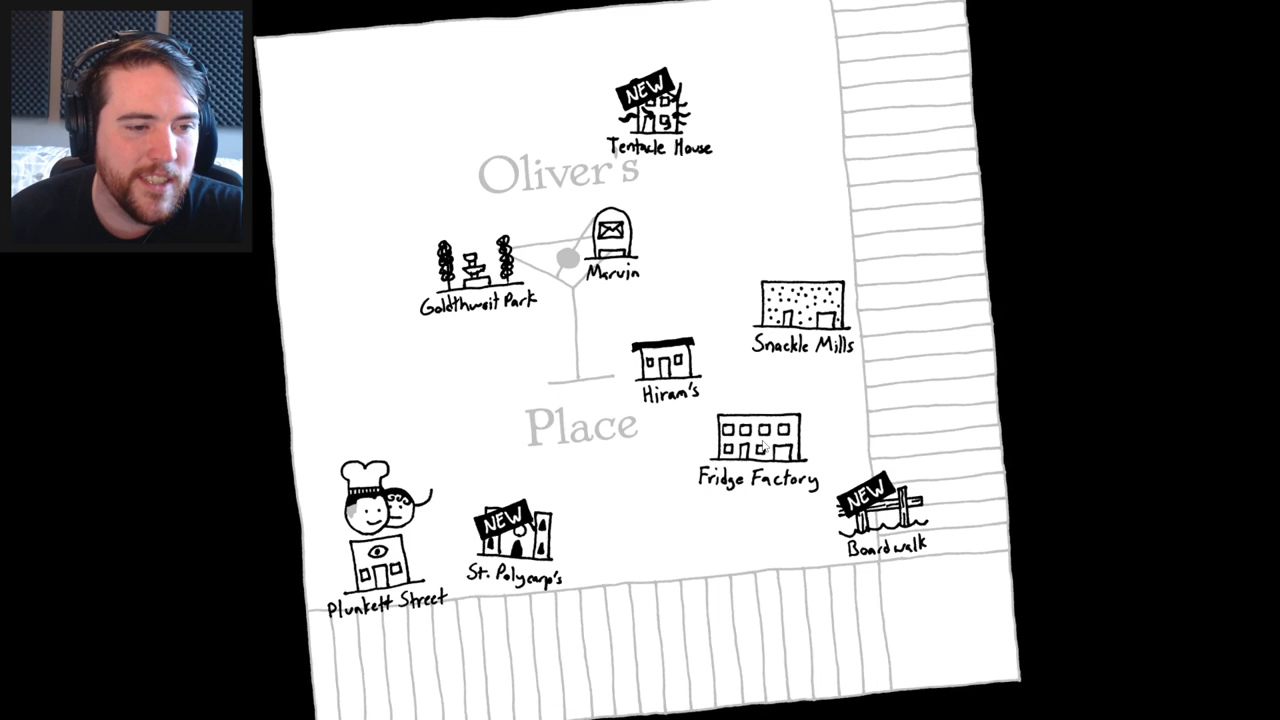 NEW
Tentacle House
Oliver's
Marvin
Goldthwait Park
Snackle Mills
Hiram's
Place
Fridge Factory
NEW
Boardwalk
NEW
St. Polycarp's
Plunkett Street